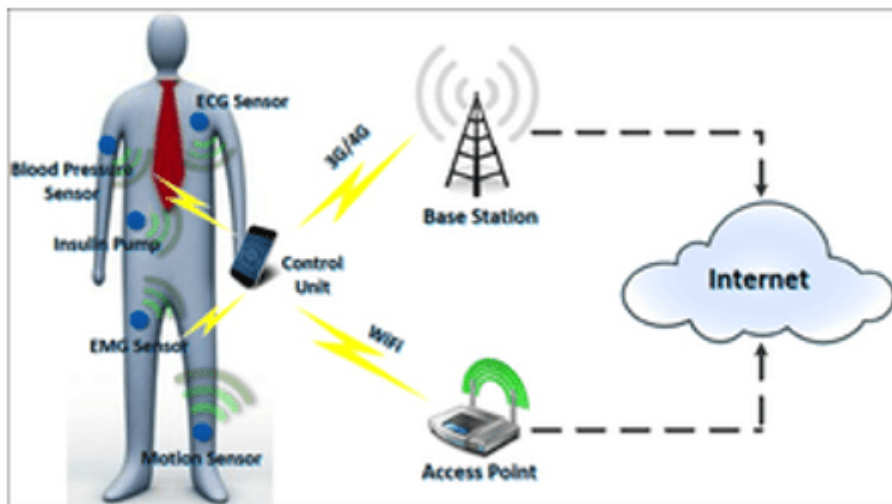 ECG Sensor
Blood Pressure
Sensor
Insulin Pump
EMG Sensor
Motion Sensor
Control
Unit
3G/4G
WiFi
Base Station
Access Point
Internet